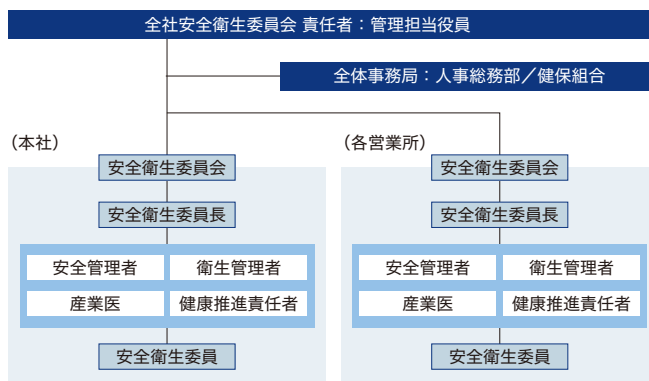 全社安全衛生委員会 責任者：管理担当役員
全体事務局：人事総務部／健保組合
（本社）
安全衛生委員会
安全衛生委員長
安全管理者
衛生管理者
産業医
健康推進責任者
安全衛生委員
（各営業所）
安全衛生委員会
安全衛生委員長
安全管理者
衛生管理者
産業医
健康推進責任者
安全衛生委員